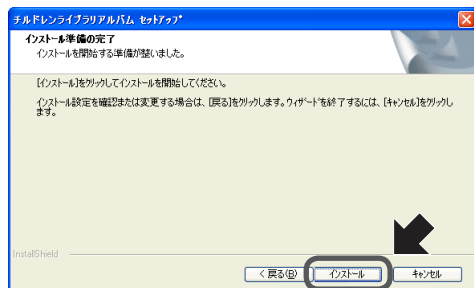 チルドレンライブラリアルバム セットアップ
インストール準備の完了
インストールを開始する準備が整いました。
[インストール]をクリックしてインストールを開始してください。
インストール設定を確認または変更する場合は、[戻る]をクリックします。ウィザードを終了するには、[キャンセル]をクリックし
ます。
InstallShield
< 戻る(B)
インストール
キャンセル